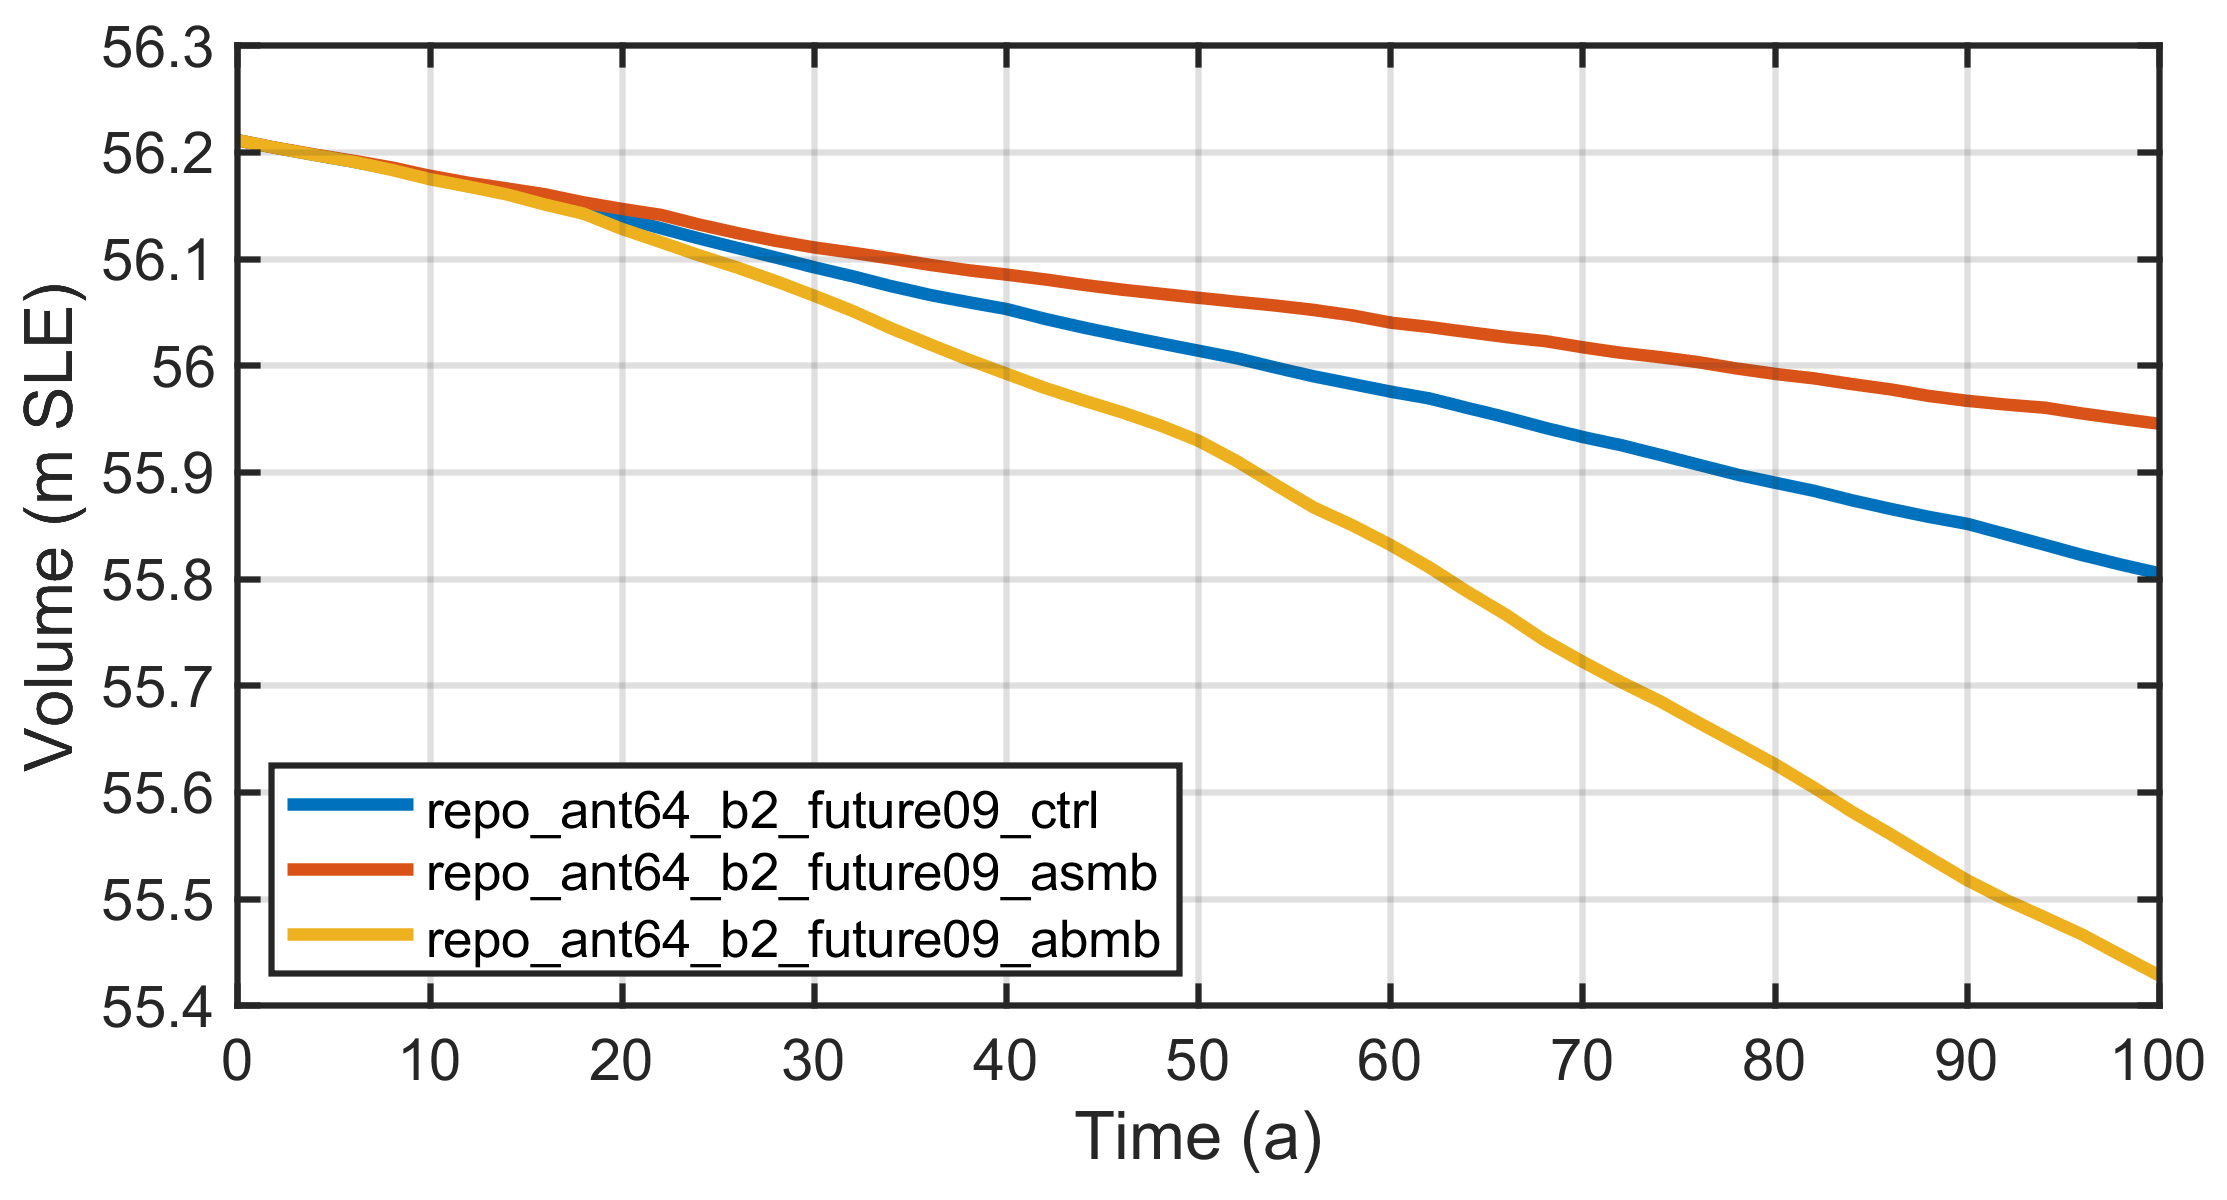 56.3
56.2
56.1
56
55.9
55.8
55.7
55.6
55.5
55.4
Volume (m SLE)
repo_ant64_b2_future09_ctrl
repo_ant64_b2_future09_asmb
repo_ant64_b2_future09_abmb
0 10 20 30 40 50 60 70 80 90 100
Time (a)